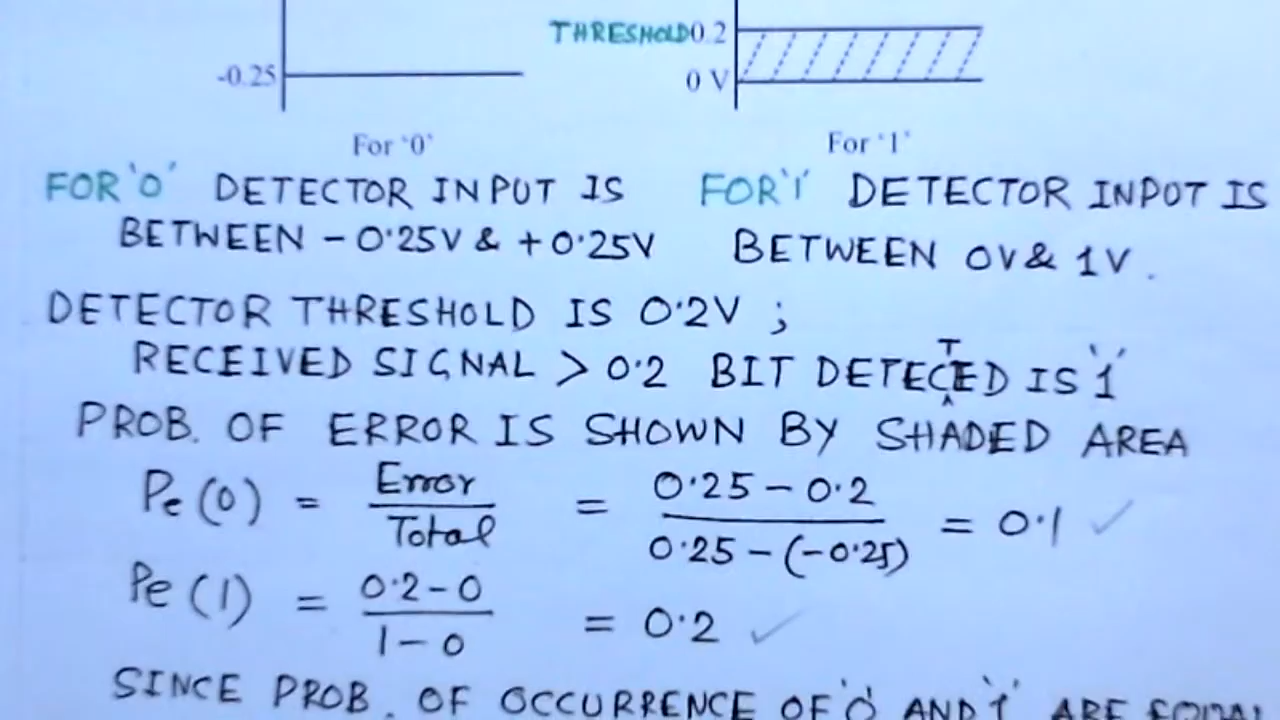 THRESHOLD 0.2
-0.25
0 V
For '0'
For '1'
FOR '0' DETECTOR INPUT IS
BETWEEN -0.25V & +0.25V
FOR '1' DETECTOR INPUT IS
BETWEEN 0V & 1V.
DETECTOR THRESHOLD IS 0.2V ;
RECEIVED SIGNAL > 0.2 BIT DETECTED IS '1'
PROB. OF ERROR IS SHOWN BY SHADED AREA
Pe(0) = Error / Total = 0.25 - 0.2 / 0.25 - (-0.25) = 0.1 ✓
Pe(1) = 0.2 - 0 / 1 - 0 = 0.2 ✓
SINCE PROB. OF OCCURRENCE OF '0' AND '1' ARE EQUAL